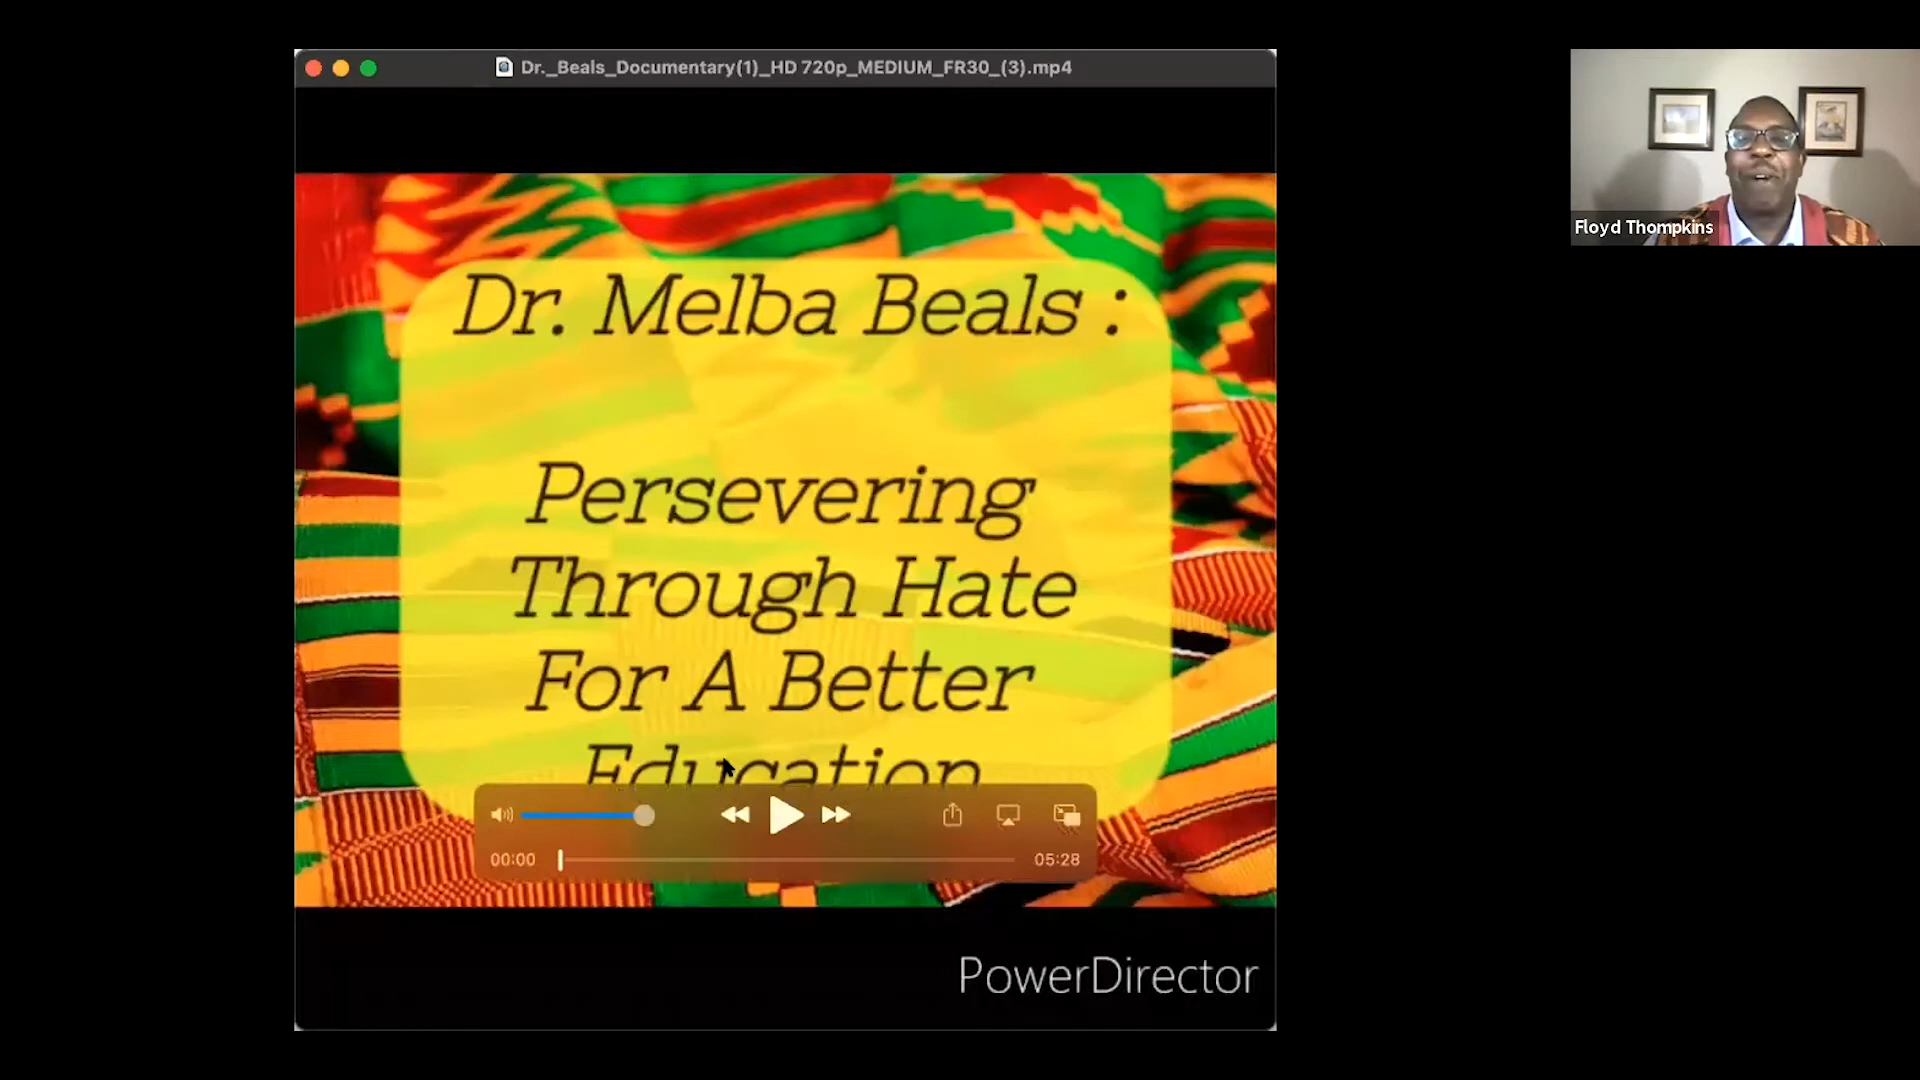 Dr._Beals_Documentary(1)_HD 720p_MEDIUM_FR30_(3).mp4
Dr. Melba Beals :
Persevering
Through Hate
For A Better
Education
00:00
05:28
PowerDirector
Floyd Thompkins